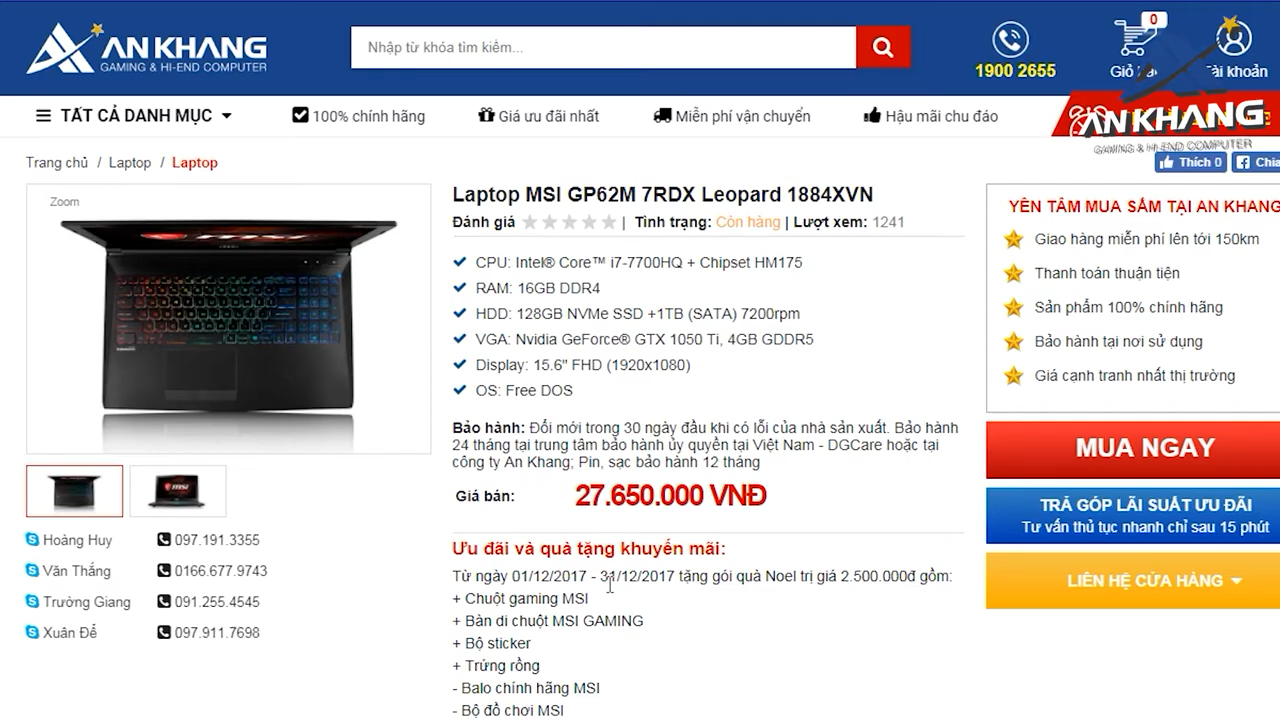 AN KHANG
GAMING & HI-END COMPUTER
Nhập từ khóa tìm kiếm...
1900 2655
0
Giỏ
Tài khoản
TẤT CẢ DANH MỤC
100% chính hãng
Giá ưu đãi nhất
Miễn phí vận chuyển
Hậu mãi chu đáo
AN KHANG
GAMING & HI-END COMPUTER
Thích 0
Chia
Trang chủ / Laptop / Laptop
Zoom
msi
Laptop MSI GP62M 7RDX Leopard 1884XVN
Đánh giá | Tình trạng: Còn hàng | Lượt xem: 1241
CPU: Intel® Core™ i7-7700HQ + Chipset HM175
RAM: 16GB DDR4
HDD: 128GB NVMe SSD +1TB (SATA) 7200rpm
VGA: Nvidia GeForce® GTX 1050 Ti, 4GB GDDR5
Display: 15.6" FHD (1920x1080)
OS: Free DOS
Bảo hành: Đổi mới trong 30 ngày đầu khi có lỗi của nhà sản xuất. Bảo hành
24 tháng tại trung tâm bảo hành ủy quyền tại Việt Nam - DGCare hoặc tại
công ty An Khang; Pin, sạc bảo hành 12 tháng
Giá bán: 27.650.000 VNĐ
Ưu đãi và quà tặng khuyến mãi:
Từ ngày 01/12/2017 - 31/12/2017 tặng gói quà Noel trị giá 2.500.000đ gồm:
+ Chuột gaming MSI
+ Bàn di chuột MSI GAMING
+ Bộ sticker
+ Trứng rồng
- Balo chính hãng MSI
- Bộ đồ chơi MSI
YÊN TÂM MUA SẮM TẠI AN KHANG
Giao hàng miễn phí lên tới 150km
Thanh toán thuận tiện
Sản phẩm 100% chính hãng
Bảo hành tại nơi sử dụng
Giá cạnh tranh nhất thị trường
MUA NGAY
TRẢ GÓP LÃI SUẤT ƯU ĐÃI
Tư vấn thủ tục nhanh chỉ sau 15 phút
LIÊN HỆ CỬA HÀNG
msi
Hoàng Huy 097.191.3355
Văn Thắng 0166.677.9743
Trường Giang 091.255.4545
Xuân Để 097.911.7698